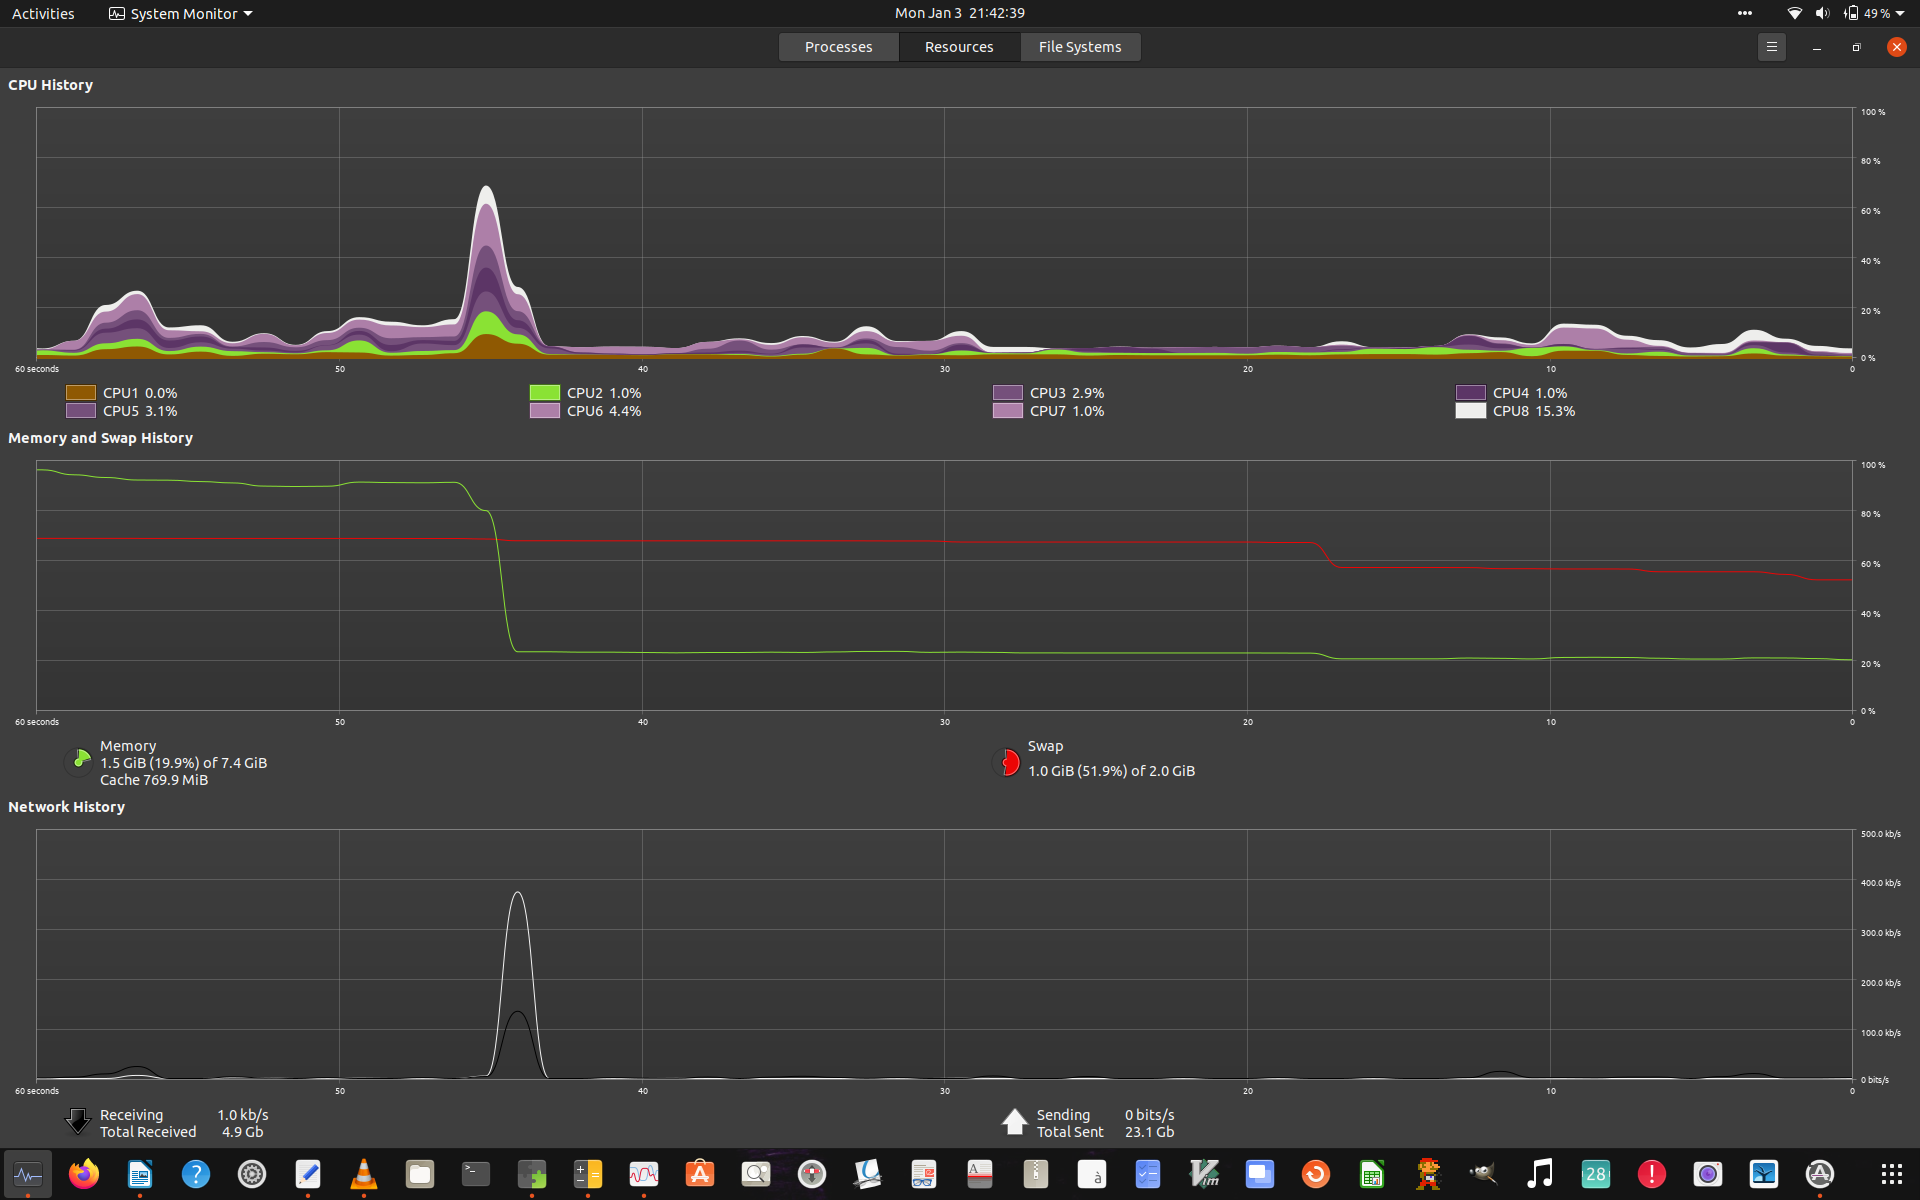 Activities System Monitor Mon Jan 3 21:42:39 49 %
Processes Resources File Systems
CPU History
100 %
80 %
60 %
40 %
20 %
0 %
60 seconds 50 40 30 20 10 0
CPU1 0.0% CPU2 1.0% CPU3 2.9% CPU4 1.0%
CPU5 3.1% CPU6 4.4% CPU7 1.0% CPU8 15.3%
Memory and Swap History
100 %
80 %
60 %
40 %
20 %
0 %
60 seconds 50 40 30 20 10 0
Memory
1.5 GiB (19.9%) of 7.4 GiB
Cache 769.9 MiB
Swap
1.0 GiB (51.9%) of 2.0 GiB
Network History
500.0 kb/s
400.0 kb/s
300.0 kb/s
200.0 kb/s
100.0 kb/s
0 bits/s
60 seconds 50 40 30 20 10 0
Receiving 1.0 kb/s
Total Received 4.9 Gb
Sending 0 bits/s
Total Sent 23.1 Gb
28